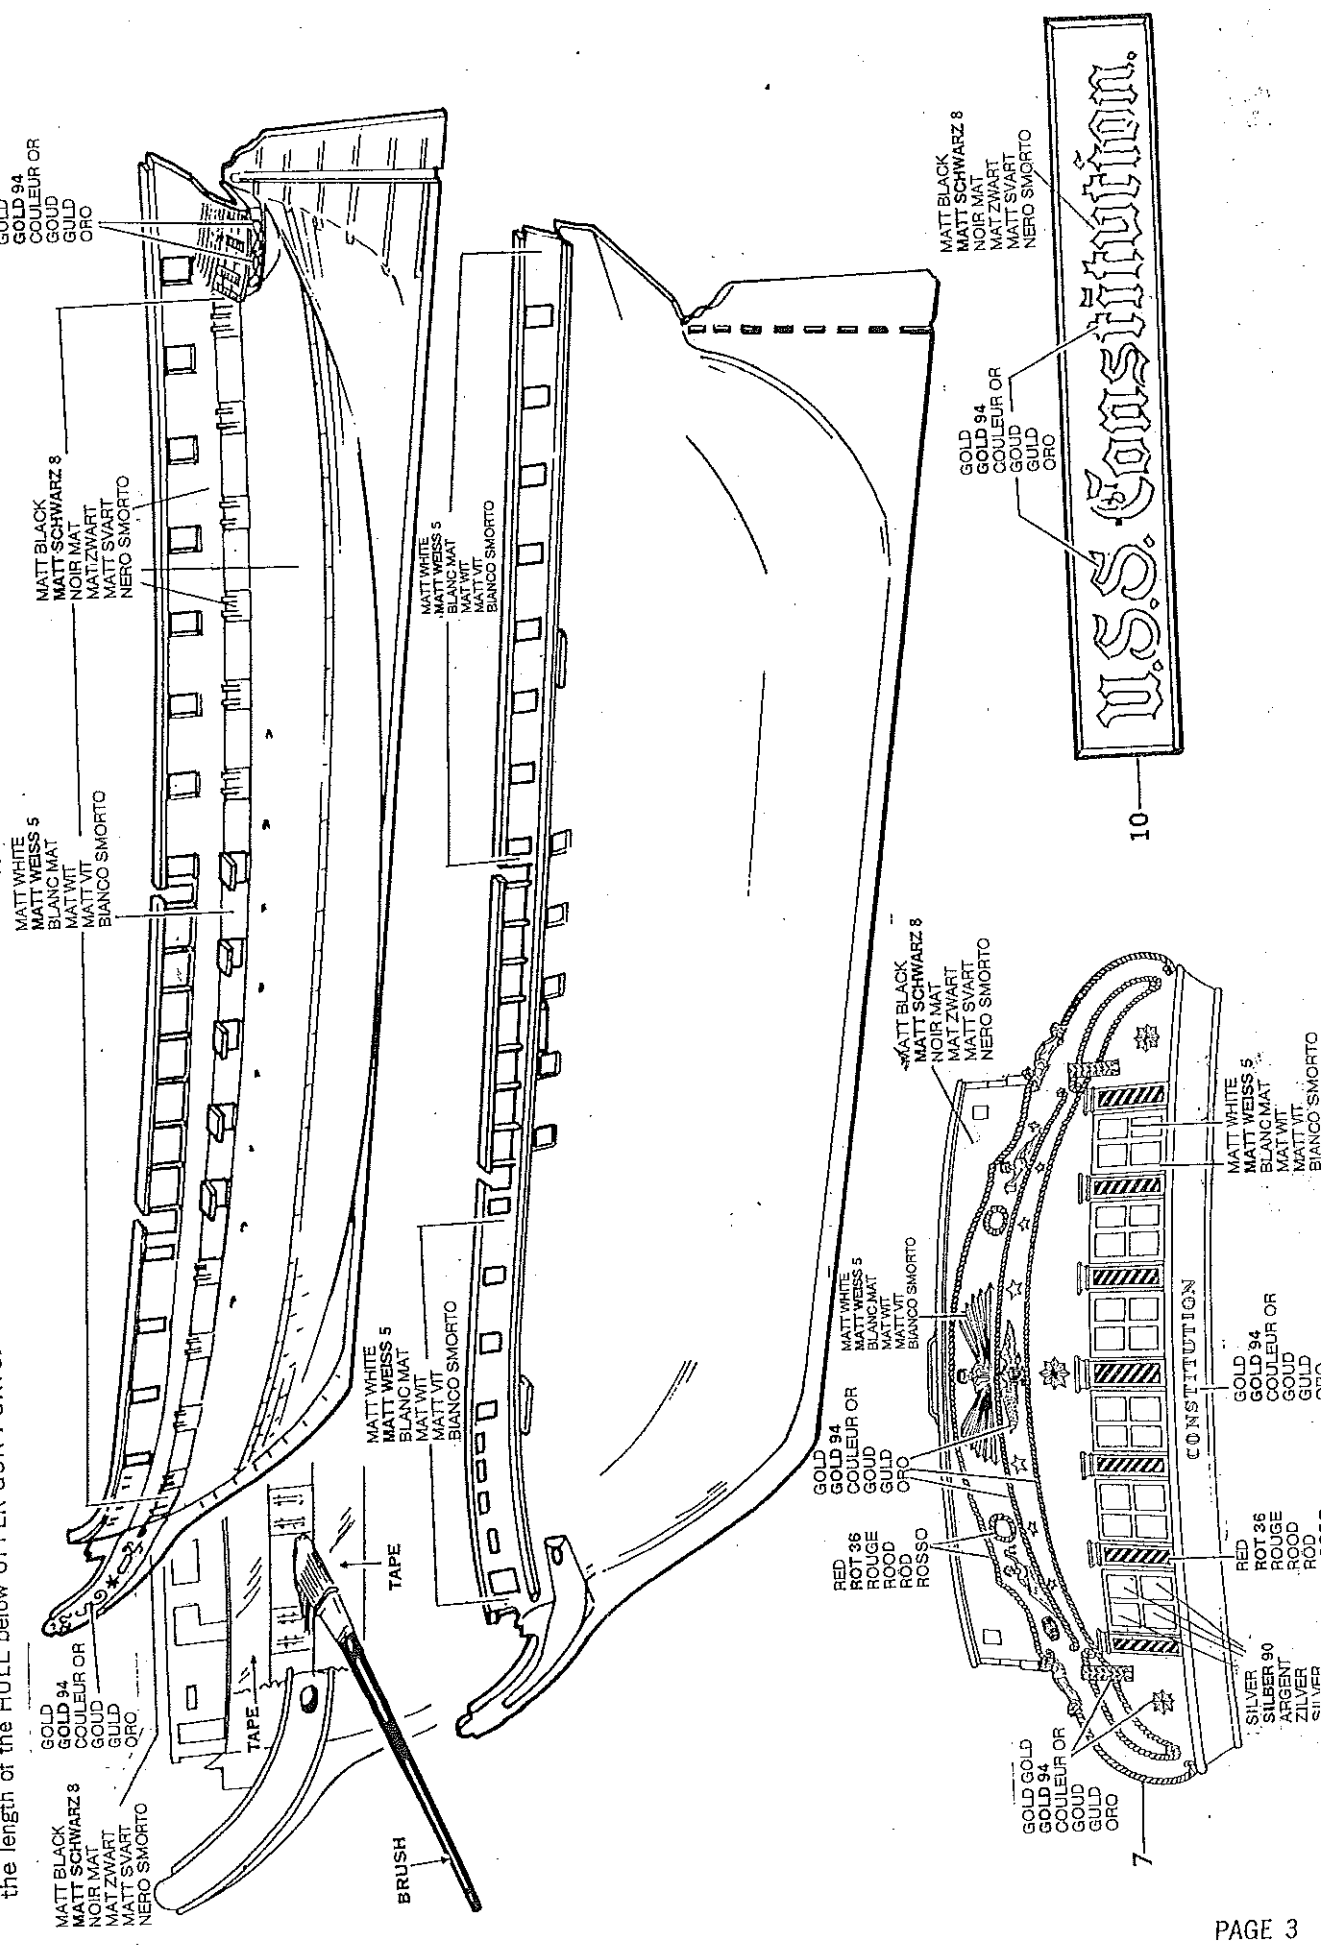 the length of the HULL below UPPER GUN PORTS.
MATT BLACK
MATT SCHWARZ 8
NOIR MAT
MAT ZWART
MATT SVART
NERO SMORTO
GOLD
GOLD 94
COULEUR OR
GOUD
GULD
ORO
MATT WHITE
MATT WEISS 5
BLANC MAT
MAT WIT
MATT VIT
BIANCO SMORTO
MATT BLACK
MATT SCHWARZ 8
NOIR MAT
MAT ZWART
MATT SVART
NERO SMORTO
GOLD
GOLD 94
COULEUR OR
GOUD
GULD
ORO
TAPE
TAPE
BRUSH
MATT WHITE
MATT WEISS 5
BLANC MAT
MAT WIT
MATT VIT
BIANCO SMORTO
MATT WHITE
MATT WEISS 5
BLANC MAT
MAT WIT
MATT VIT
BIANCO SMORTO
GOLD GOLD
GOLD 94
COULEUR OR
GOUD
GULD
ORO
7
RED
ROT 36
ROUGE
ROOD
RÖD
ROSSO
GOLD
GOLD 94
COULEUR OR
GOUD
GULD
ORO
MATT WHITE
MATT WEISS 5
BLANC MAT
MAT WIT
MATT VIT
BIANCO SMORTO
MATT BLACK
MATT SCHWARZ 8
NOIR MAT
MAT ZWART
MATT SVART
NERO SMORTO
CONSTITUTION
SILVER
SILBER 90
ARGENT
ZILVER
SILVER
RED
ROT 36
ROUGE
ROOD
RÖD
GOLD
GOLD 94
COULEUR OR
GOUD
GULD
ORO
MATT WHITE
MATT WEISS 5
BLANC MAT
MAT WIT
MATT VIT
BIANCO SMORTO
GOLD
GOLD 94
COULEUR OR
GOUD
GULD
ORO
MATT BLACK
MATT SCHWARZ 8
NOIR MAT
MAT ZWART
MATT SVART
NERO SMORTO
10
U.S.S. Constitution.
PAGE 3